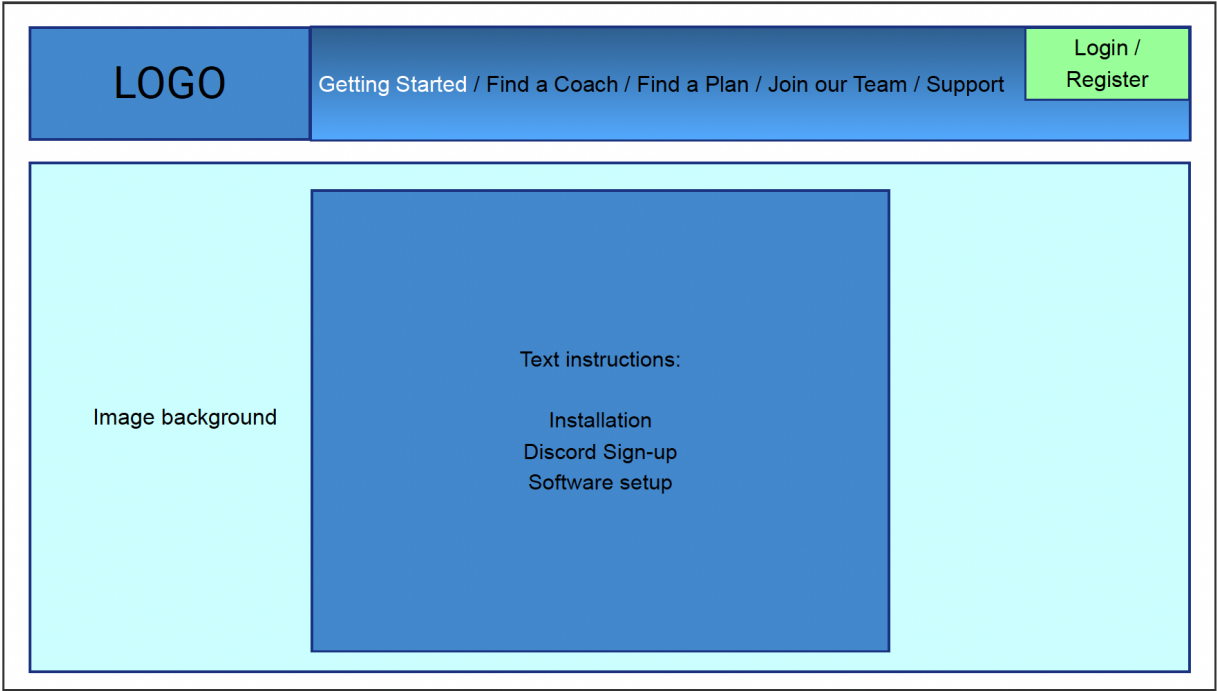 LOGO
Getting Started / Find a Coach / Find a Plan / Join our Team / Support
Login /
Register
Image background
Text instructions:
Installation
Discord Sign-up
Software setup